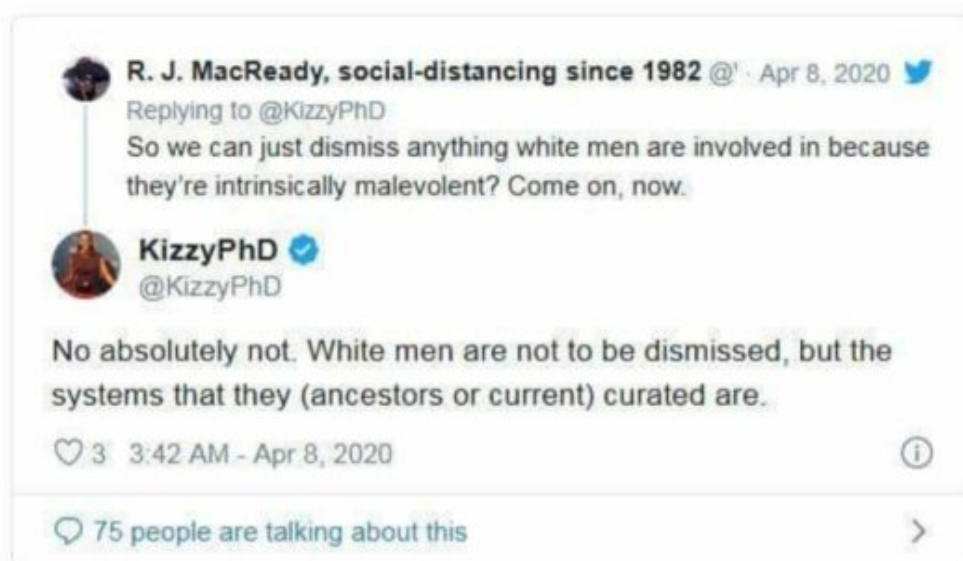 R. J. MacReady, social-distancing since 1982 @' · Apr 8, 2020
Replying to @KizzyPhD
So we can just dismiss anything white men are involved in because
they're intrinsically malevolent? Come on, now.
KizzyPhD
@KizzyPhD
No absolutely not. White men are not to be dismissed, but the
systems that they (ancestors or current) curated are.
3 3:42 AM - Apr 8, 2020
75 people are talking about this